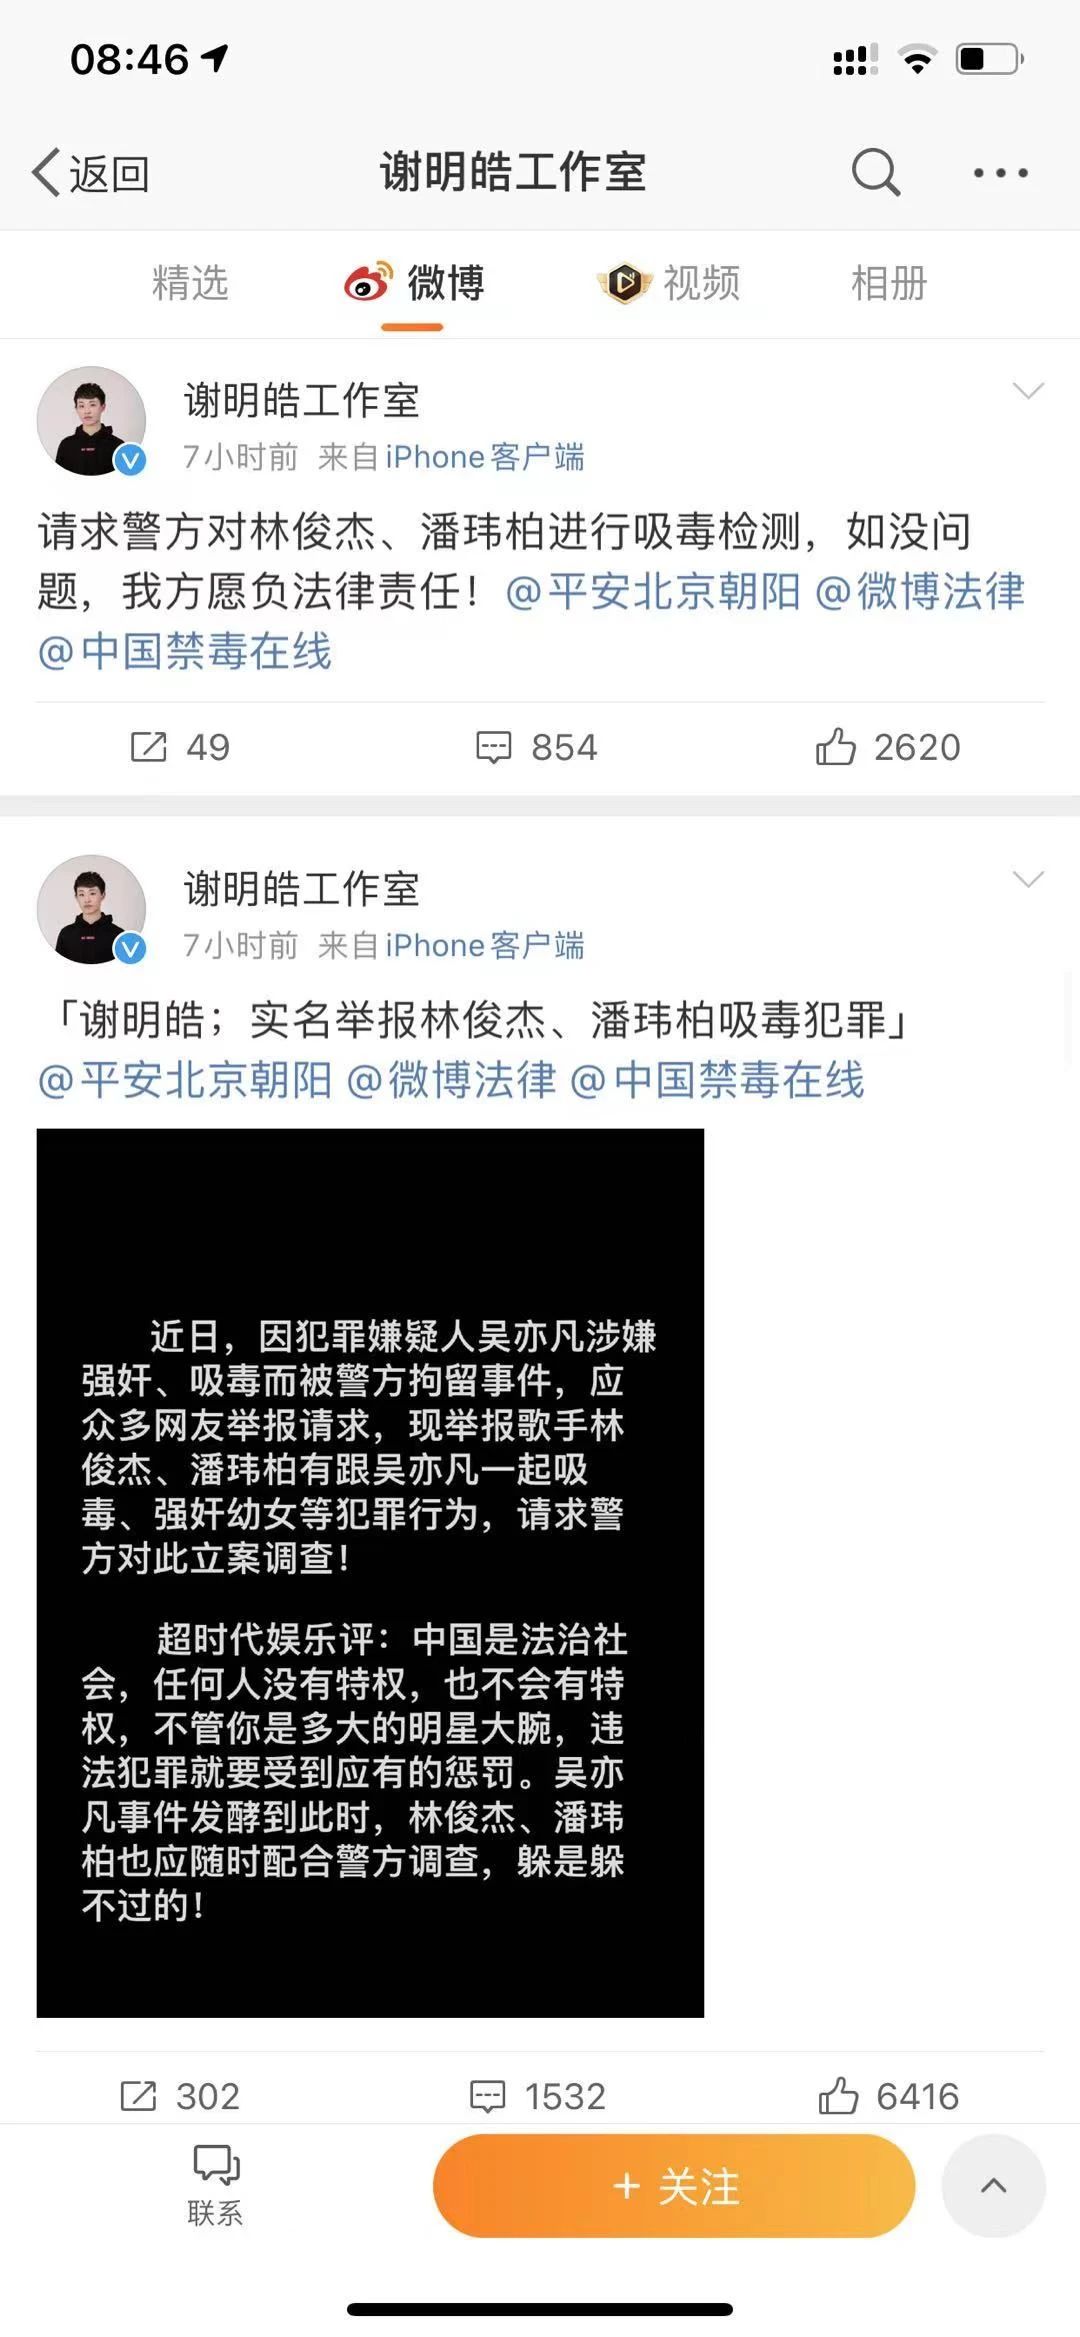 08:46
返回
谢明皓工作室
精选
微博
视频
相册
谢明皓工作室
7小时前 来自iPhone客户端
请求警方对林俊杰、潘玮柏进行吸毒检测，如没问
题，我方愿负法律责任！@平安北京朝阳 @微博法律
@中国禁毒在线
49
854
2620
谢明皓工作室
7小时前 来自iPhone客户端
「谢明皓；实名举报林俊杰、潘玮柏吸毒犯罪」
@平安北京朝阳 @微博法律 @中国禁毒在线
近日，因犯罪嫌疑人吴亦凡涉嫌
强奸、吸毒而被警方拘留事件，应
众多网友举报请求，现举报歌手林
俊杰、潘玮柏有跟吴亦凡一起吸
毒、强奸幼女等犯罪行为，请求警
方对此立案调查！
超时代娱乐评：中国是法治社
会，任何人没有特权，也不会有特
权，不管你是多大的明星大腕，违
法犯罪就要受到应有的惩罚。吴亦
凡事件发酵到此时，林俊杰、潘玮
柏也应随时配合警方调查，躲是躲
不过的！
302
1532
6416
联系
+ 关注